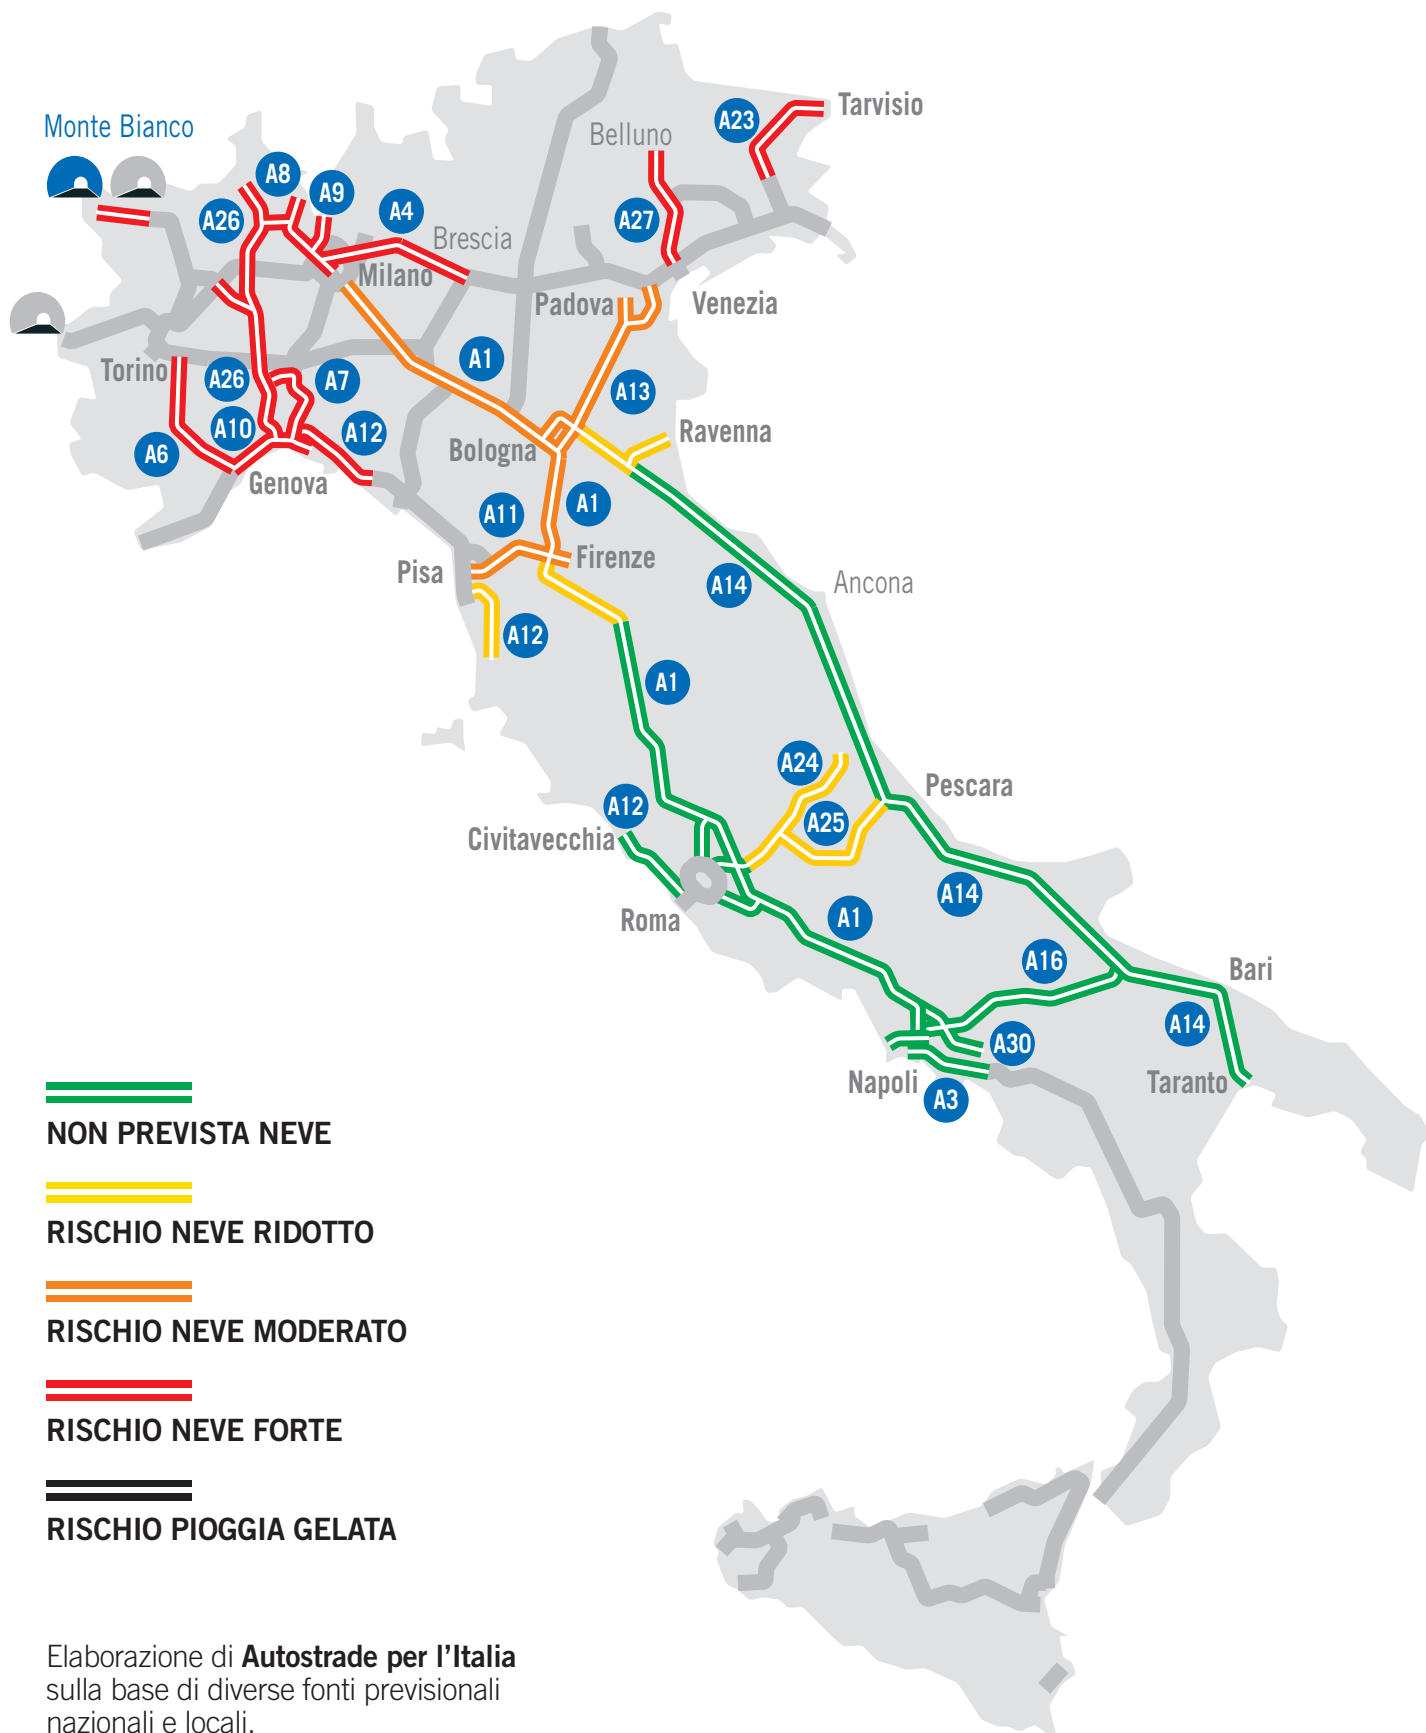 Tarvisio
A23
Monte Bianco
Belluno
A8
A9
A4
A26
A27
Brescia
Milano
Padova
Venezia
A1
Torino
A26
A7
A13
A10
A12
Ravenna
A6
Bologna
Genova
A11
A1
Firenze
Pisa
A14
Ancona
A12
A1
A24
Pescara
A12
A25
Civitavecchia
A14
Roma
A1
A16
Bari
A14
A30
Napoli
Taranto
A3
NON PREVISTA NEVE
RISCHIO NEVE RIDOTTO
RISCHIO NEVE MODERATO
RISCHIO NEVE FORTE
RISCHIO PIOGGIA GELATA
Elaborazione di Autostrade per l'Italia
sulla base di diverse fonti previsionali
nazionali e locali.